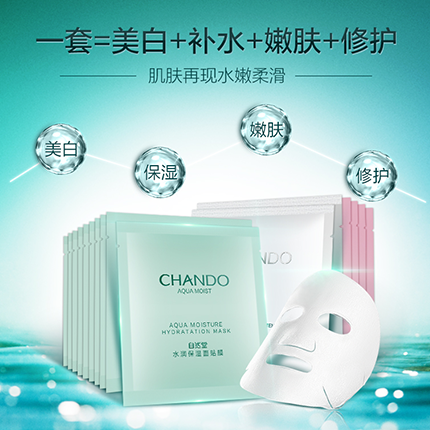 一套=美白+补水+嫩肤+修护
肌肤再现水嫩柔滑
美白
保湿
嫩肤
修护
CHANDO
AQUA MOIST
AQUA MOISTURE
HYDRATATION MASK
自然堂
水润保湿面贴膜
CHANDO